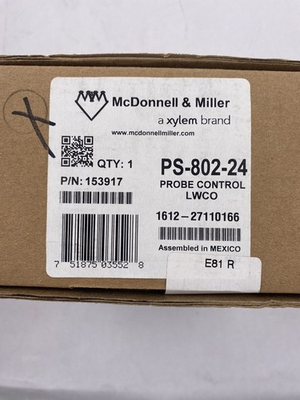 McDonnell & Miller
a xylem brand
www.mcdonnellmiller.com
QTY: 1
P/N: 153917
PS-802-24
PROBE CONTROL
LWCO
1612-27110166
Assembled in MEXICO
E81 R
7 51875 03552 8
X